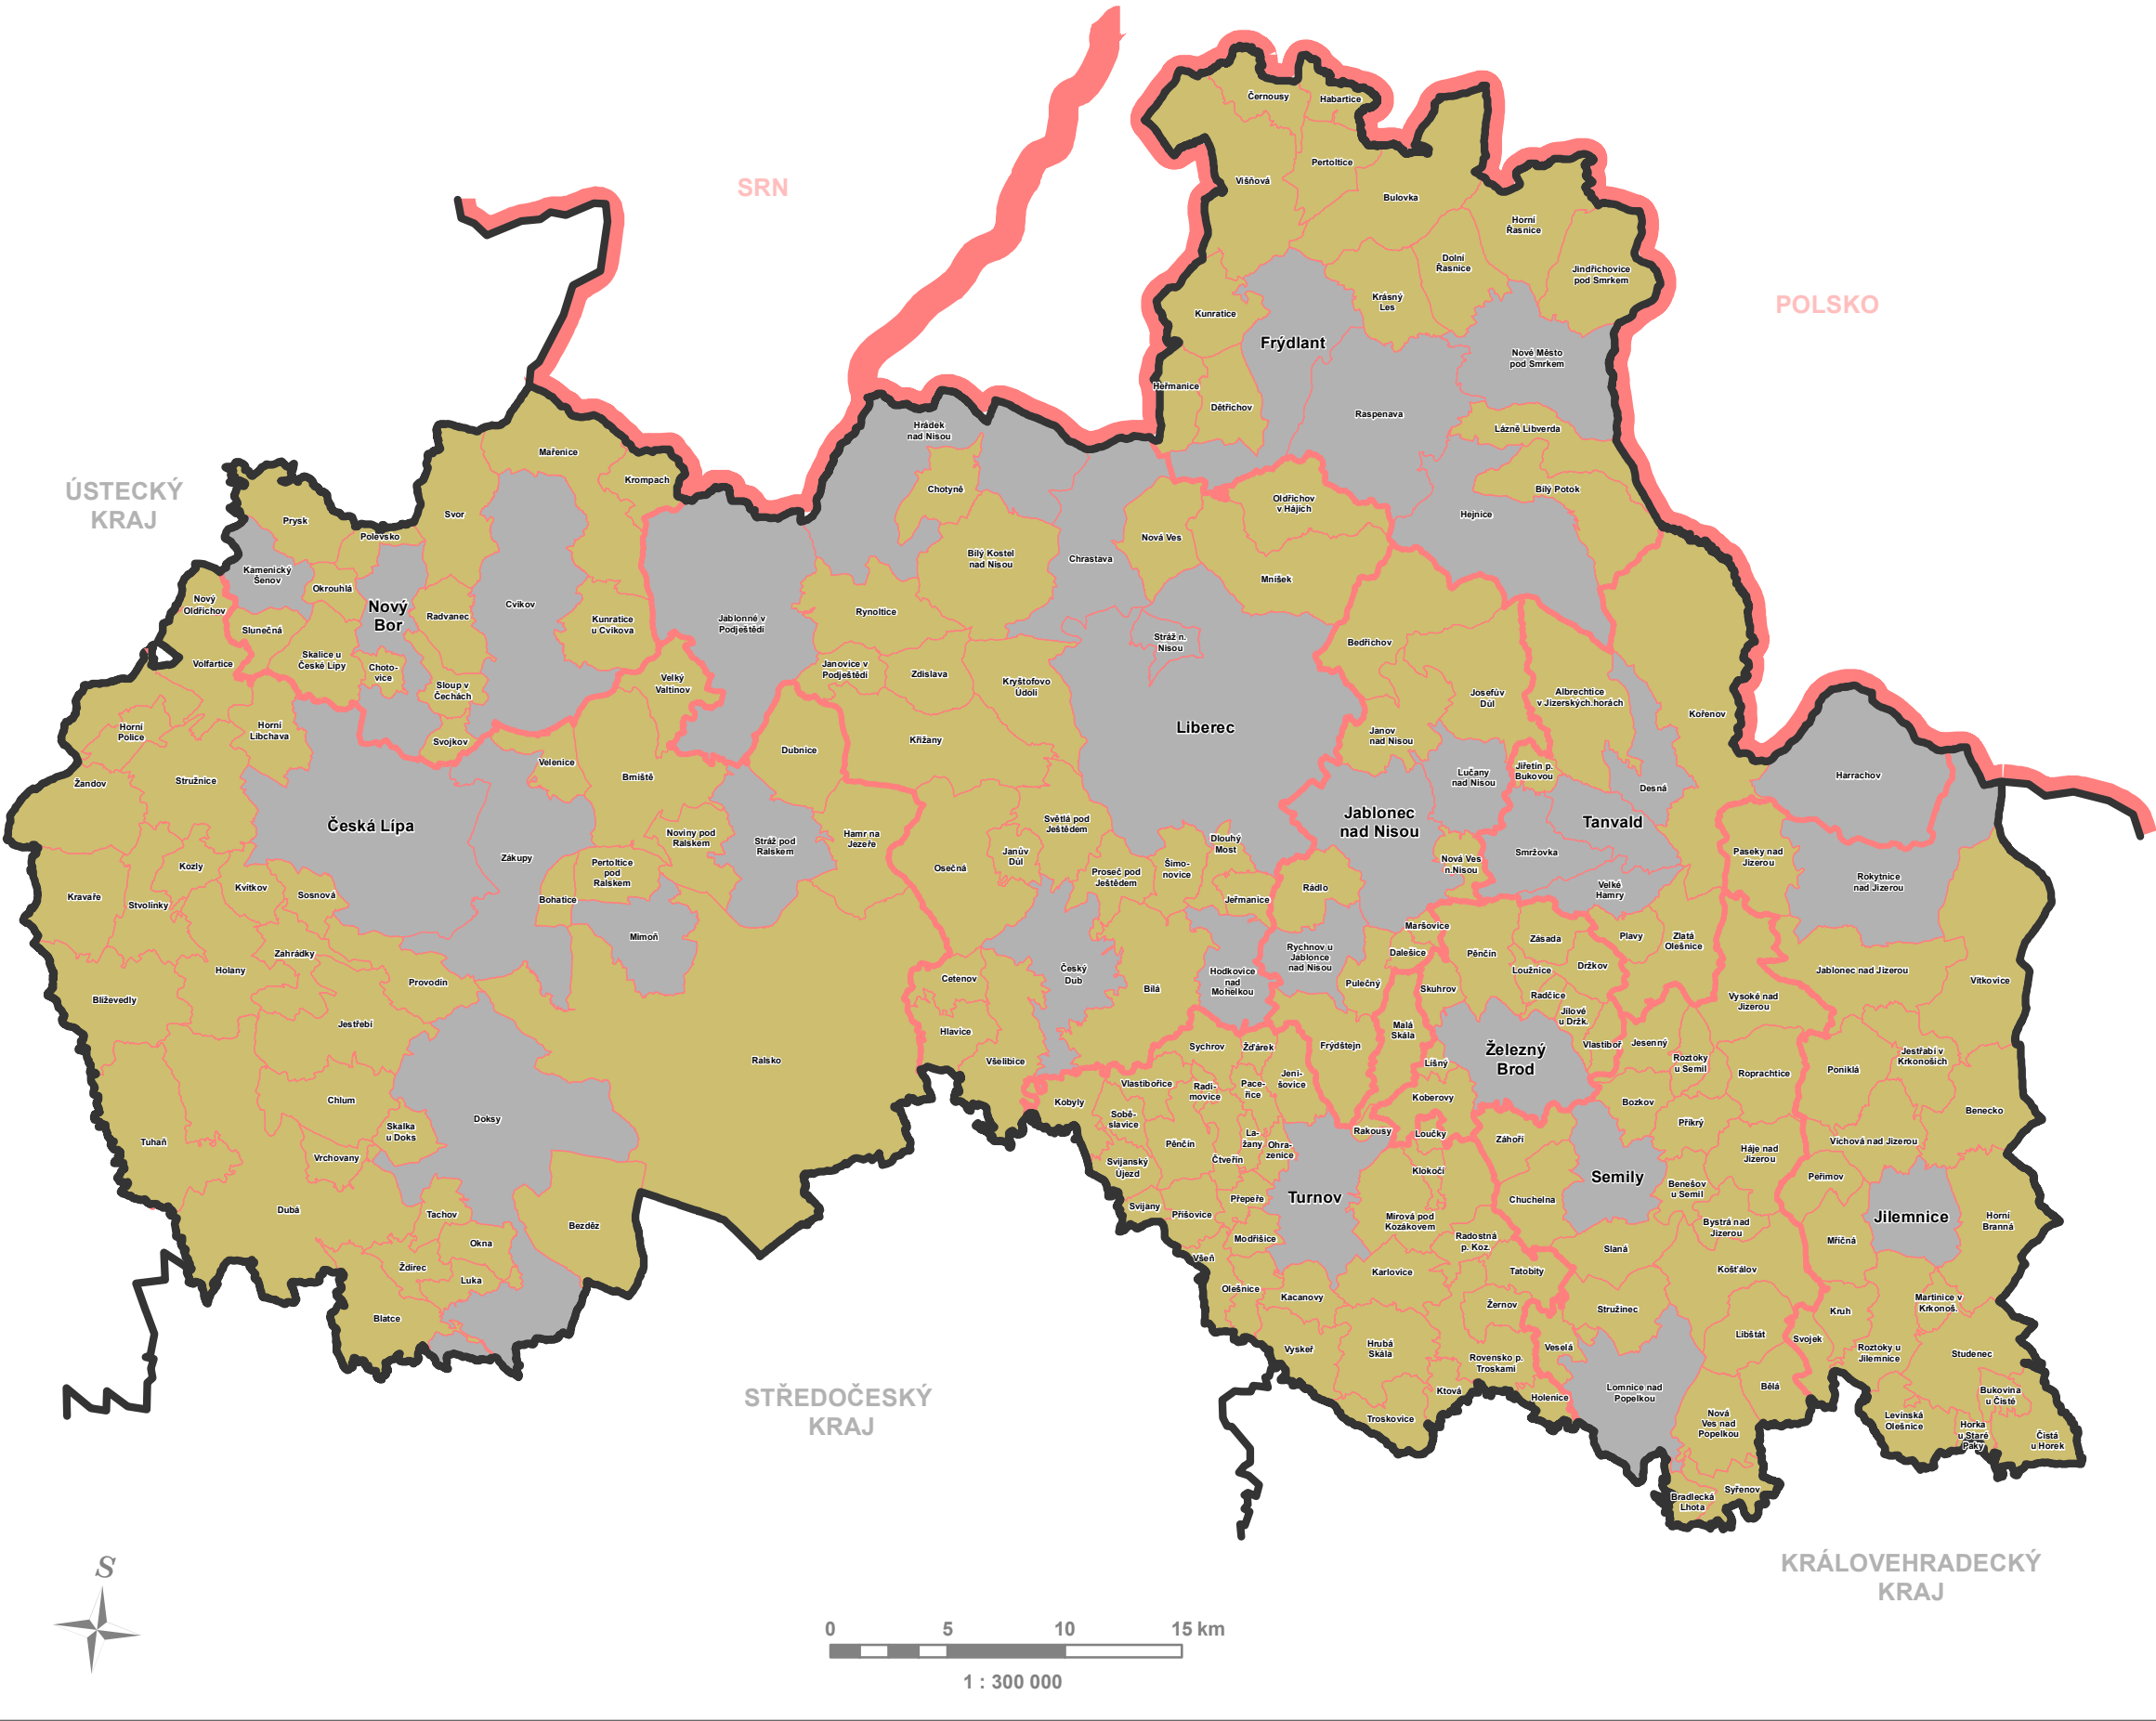 Černousy
Habartice
SRN
Pertoltice
Višňová
Bulovka
Horní
Řasnice
Dolní
Řasnice
Jindřichovice
pod Smrkem
Krásný
Les
POLSKO
Kunratice
Frýdlant
Nové Město
pod Smrkem
Heřmanice
Dětřichov
Raspenava
Lázně Libverda
Hrádek
nad Nisou
Mařenice
Krompach
Chotyně
Bílý Potok
Oldřichov
v Hájích
Hejnice
ÚSTECKÝ
KRAJ
Prysk
Svor
Polevsko
Nová Ves
Bílý Kostel
nad Nisou
Chrastava
Mníšek
Kamenický
Šenov
Okrouhlá
Nový
Oldřichov
Nový
Bor
Cvikov
Radvanec
Rynoltice
Kunratice
u Cvikova
Jablonné v
Podještědí
Slunečná
Stráž n.
Nisou
Bedřichov
Volfartice
Skalice u
České Lípy
Choto-
vice
Janovice v
Podještědí
Zdislava
Kryštofovo
Údolí
Velký
Valtinov
Sloup v
Čechách
Josefův
Důl
Albrechtice
v Jizerských.horách
Kořenov
Horní
Police
Horní
Libchava
Svojkov
Liberec
Janov
nad Nisou
Dubnice
Křižany
Velenice
Brniště
Žandov
Stružnice
Lučany
nad Nisou
Jiřetín p.
Bukovou
Desná
Harrachov
Česká Lípa
Jablonec
nad Nisou
Tanvald
Světlá pod
Ještědem
Noviny pod
Ralskem
Stráž pod
Ralskem
Hamr na
Jezeře
Dlouhý
Most
Smržovka
Paseky nad
Jizerou
Zákupy
Kozly
Pertoltice
pod
Ralskem
Osečná
Janův
Důl
Proseč pod
Ještědem
Šimo-
novice
Nová Ves
n.Nisou
Rokytnice
nad Jizerou
Kvítkov
Sosnová
Kravaře
Stvolínky
Bohatice
Jeřmanice
Rádlo
Velké
Hamry
Mimoň
Maršovice
Zahrádky
Holany
Provodín
Rychnov u
Jablonce
nad Nisou
Dalešice
Pěnčín
Zásada
Plavy
Zlatá
Olešnice
Loužnice
Držkov
Jablonec nad Jizerou
Vítkovice
Blíževedly
Cetenov
Český
Dub
Bílá
Hodkovice
nad
Mohelkou
Pulečný
Skuhrov
Radčice
Vysoké nad
Jizerou
Jestřebí
Hlavice
Jílové
u Držk.
Malá
Skála
Frýdštejn
Železný
Brod
Vlastiboř
Jesenný
Ralsko
Všelibice
Sychrov
Žďárek
Líšný
Roztoky
u Semil
Roprachtice
Poniklá
Jestřabí v
Krkonoších
Chlum
Doksy
Kobyly
Vlastibořice
Radi-
movice
Pace-
řice
Jeni-
šovice
Koberovy
Bozkov
Benecko
Skalka
u Doks
Sobě-
slavice
Rakousy
Loučky
Záhoří
Příkrý
Tuhaň
Vrchovany
Pěnčín
La-
žany
Ohra-
zenice
Háje nad
Jizerou
Víchová nad Jizerou
Svijanský
Újezd
Čtveřín
Klokočí
Semily
Peřimov
Benešov
u Semil
Dubá
Tachov
Bezděz
Svijany
Příšovice
Přepeře
Turnov
Chuchelna
Jilemnice
Horní
Branná
Mírová pod
Kozákovem
Bystrá nad
Jizerou
Okna
Modřišice
Radostná
p. Koz.
Slaná
Mříčná
Všeň
Ždírec
Luka
Karlovice
Tatobity
Košťálov
Olešnice
Kacanovy
Blatce
Žernov
Stružinec
Kruh
Martinice v
Krkonoš.
Vyskeř
Hrubá
Skála
Veselá
Libštát
Svojek
Roztoky u
Jilemnice
Studenec
Rovensko p.
Troskami
STŘEDOČESKÝ
KRAJ
Ktová
Holenice
Lomnice nad
Popelkou
Bělá
Bukovina
u Čisté
Troskovice
Nová
Ves nad
Popelkou
Levínská
Olešnice
Horka
u Staré
Paky
Čistá
u Horek
Bradlecká
Lhota
Syřenov
KRÁLOVEHRADECKÝ
KRAJ
S
0 5 10 15 km
1 : 300 000